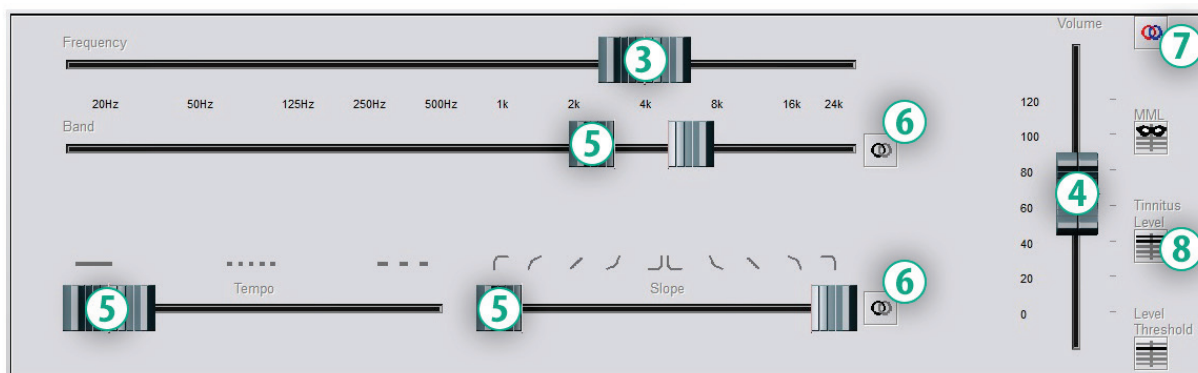 Frequency
3
Volume
7
20Hz 50Hz 125Hz 250Hz 500Hz 1k 2k 4k 8k 16k 24k
Band
5
6
120
100
80
60
40
20
0
4
MML
Tinnitus
Level
8
Tempo
5
Slope
5
6
Level
Threshold